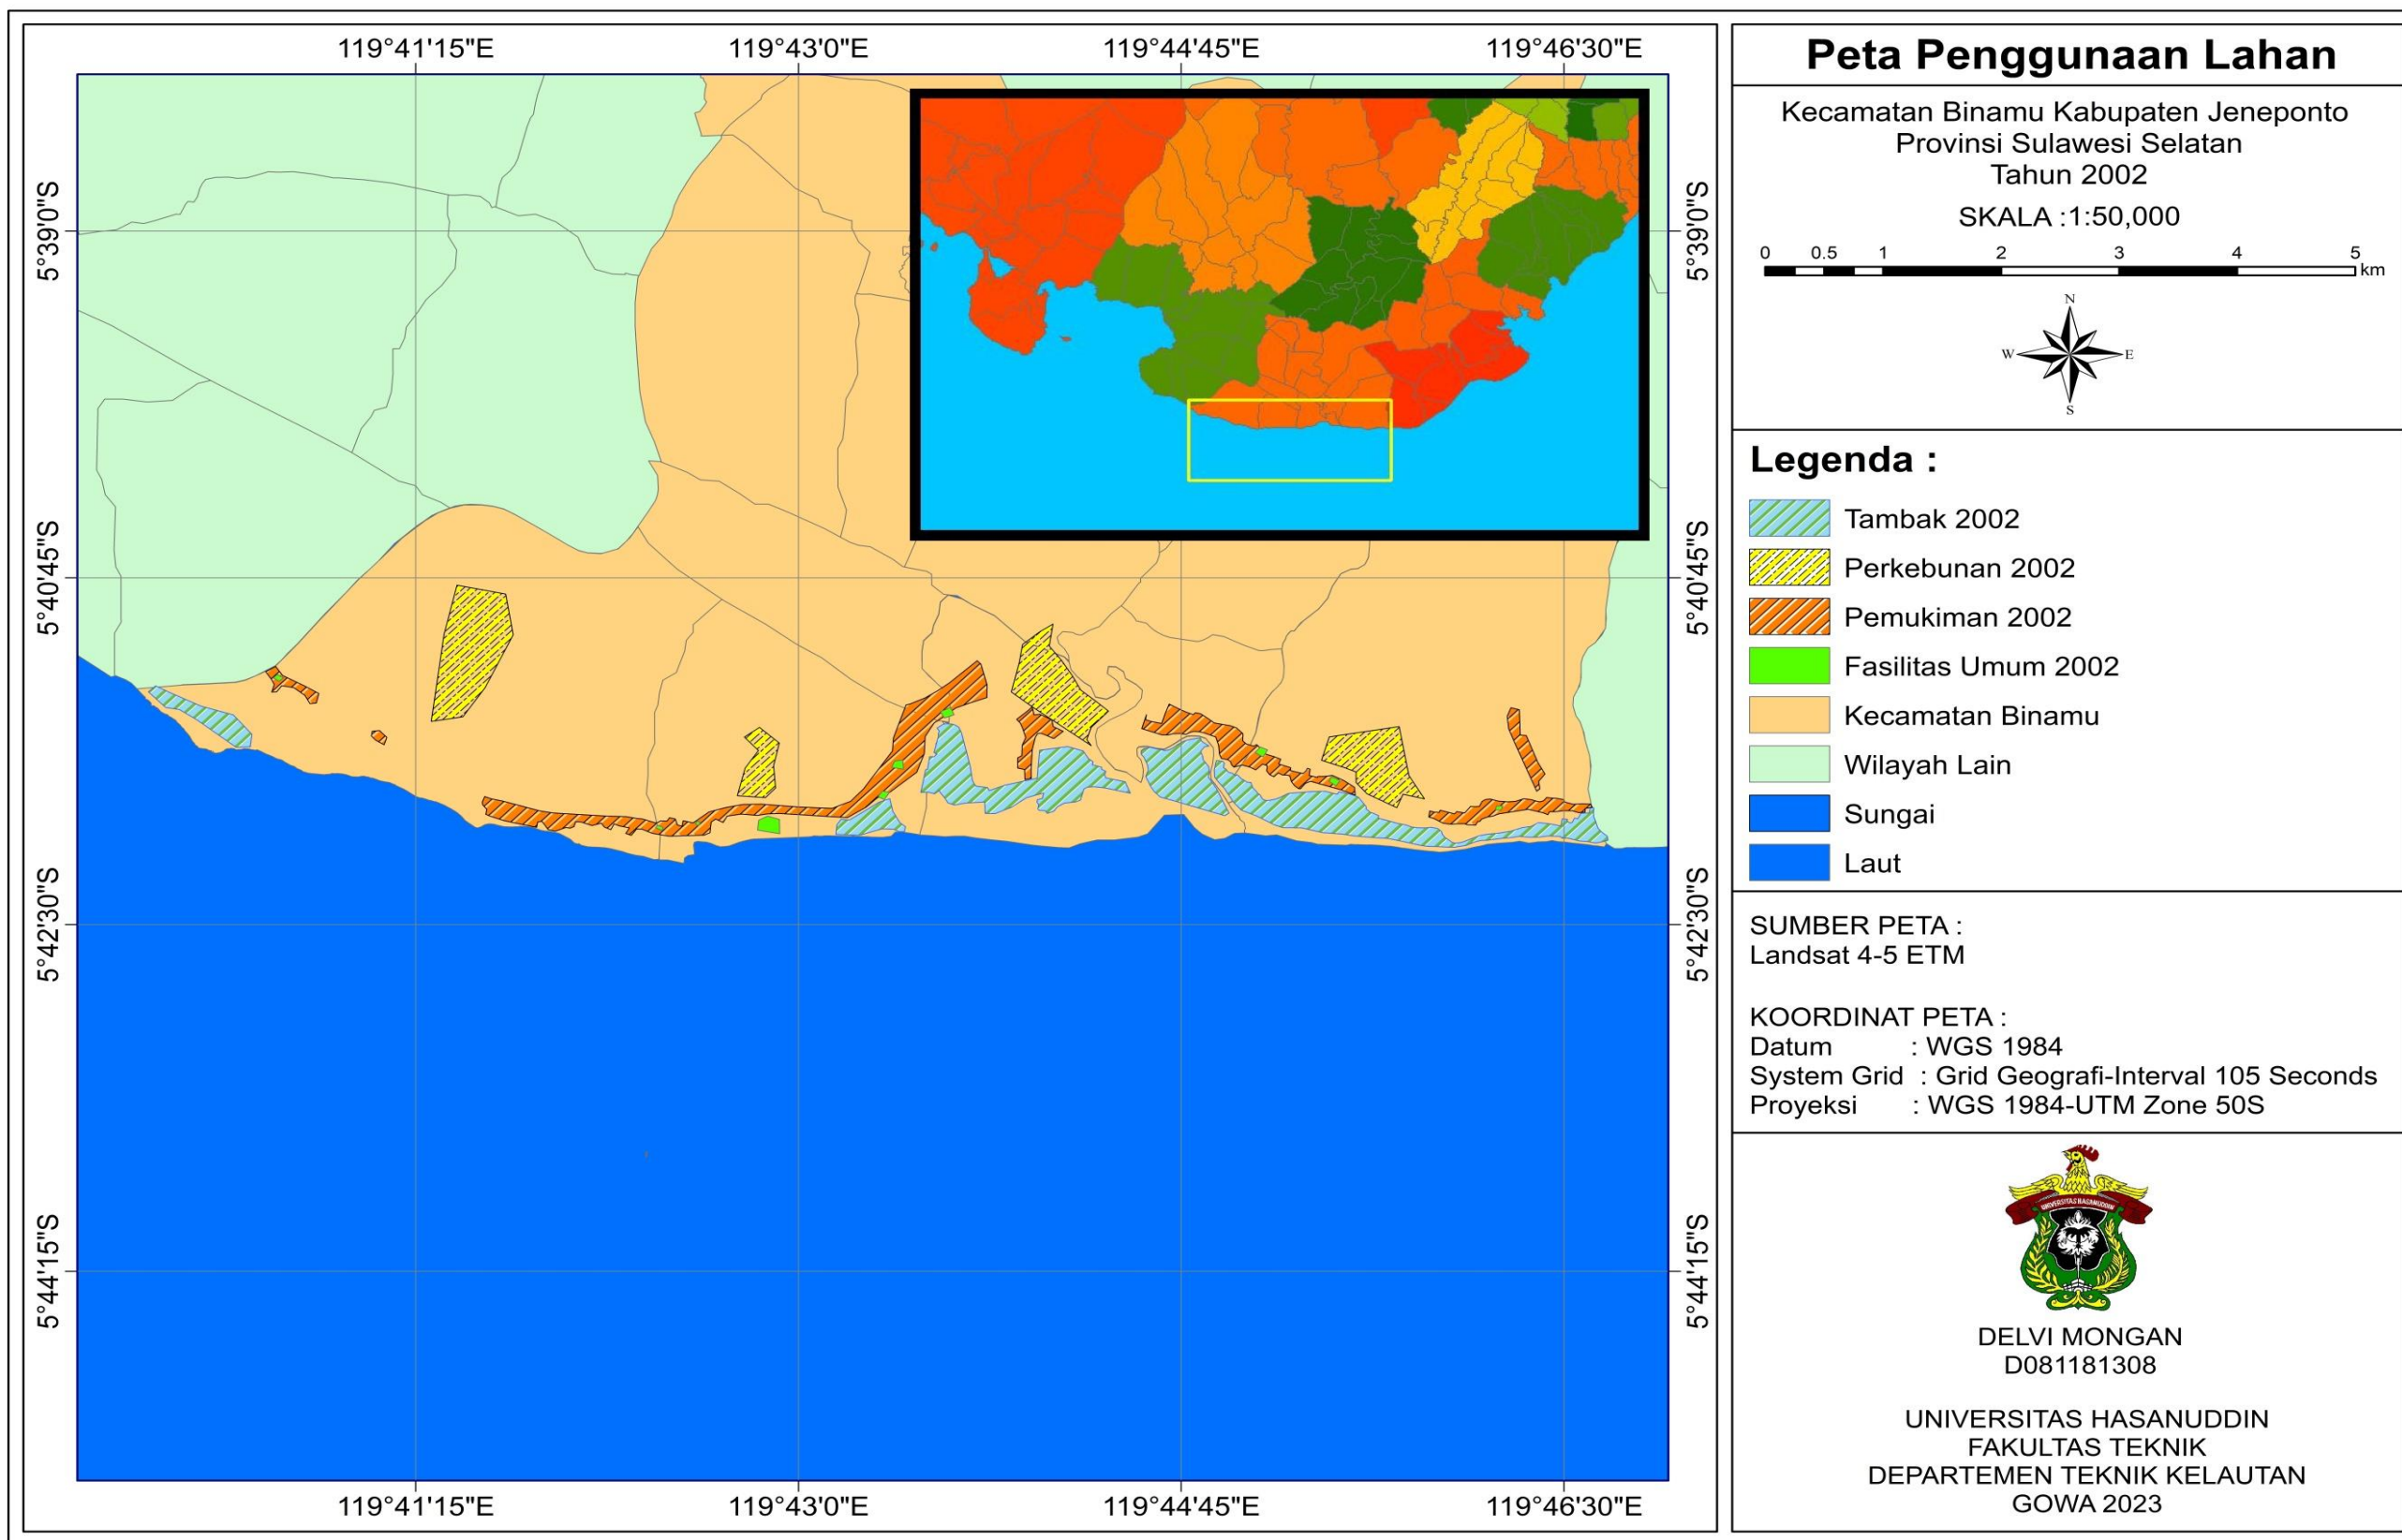 119°41'15"E
119°43'0"E
119°44'45"E
119°46'30"E
5°39'0"S
5°39'0"S
5°40'45"S
5°40'45"S
5°42'30"S
5°42'30"S
5°44'15"S
5°44'15"S
119°41'15"E
119°43'0"E
119°44'45"E
119°46'30"E
Peta Penggunaan Lahan
Kecamatan Binamu Kabupaten Jeneponto
Provinsi Sulawesi Selatan
Tahun 2002
SKALA :1:50,000
0 0.5 1 2 3 4 5
km
N
W E
S
Legenda :
Tambak 2002
Perkebunan 2002
Pemukiman 2002
Fasilitas Umum 2002
Kecamatan Binamu
Wilayah Lain
Sungai
Laut
SUMBER PETA :
Landsat 4-5 ETM
KOORDINAT PETA :
Datum : WGS 1984
System Grid : Grid Geografi-Interval 105 Seconds
Proyeksi : WGS 1984-UTM Zone 50S
UNIVERSITAS HASANUDDIN
DELVI MONGAN
D081181308
UNIVERSITAS HASANUDDIN
FAKULTAS TEKNIK
DEPARTEMEN TEKNIK KELAUTAN
GOWA 2023